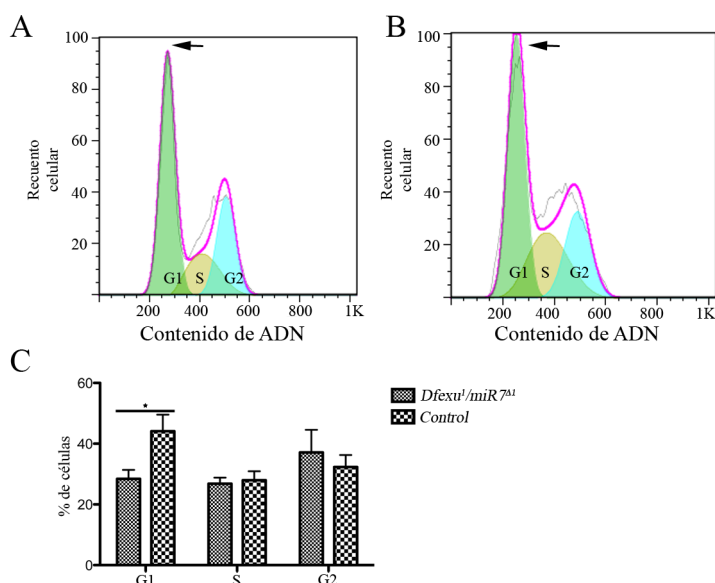 A
100
80
60
40
20
Recuento
celular
G1
S
G2
200
400
600
800
1K
Contenido de ADN
B
100
80
60
40
20
Recuento
celular
G1
S
G2
200
400
600
800
1K
Contenido de ADN
C
60
40
20
0
% de células
*
G1
S
G2
Dfexu¹/miR7^Δ1
Control